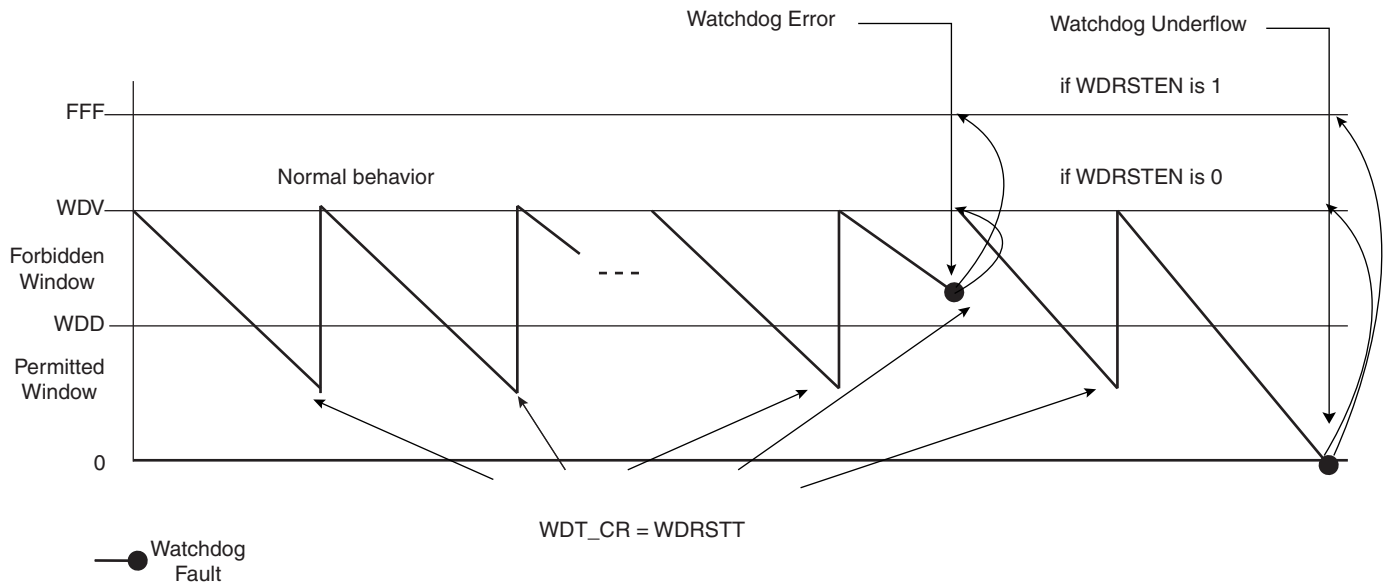 Watchdog Error
Watchdog Underflow
if WDRSTEN is 1
FFF
Normal behavior
if WDRSTEN is 0
WDV
Forbidden
Window
WDD
Permitted
Window
0
WDT_CR = WDRSTT
Watchdog
Fault